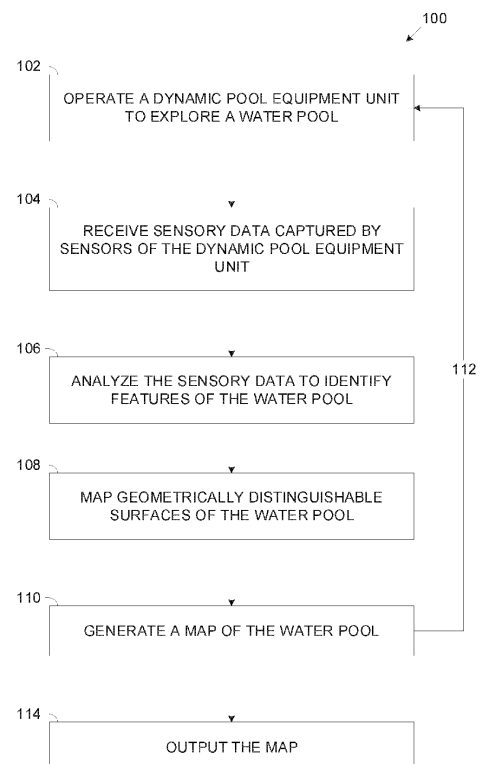 100
102
OPERATE A DYNAMIC POOL EQUIPMENT UNIT
TO EXPLORE A WATER POOL
104
RECEIVE SENSORY DATA CAPTURED BY
SENSORS OF THE DYNAMIC POOL EQUIPMENT
UNIT
106
ANALYZE THE SENSORY DATA TO IDENTIFY
FEATURES OF THE WATER POOL
112
108
MAP GEOMETRICALLY DISTINGUISHABLE
SURFACES OF THE WATER POOL
110
GENERATE A MAP OF THE WATER POOL
114
OUTPUT THE MAP